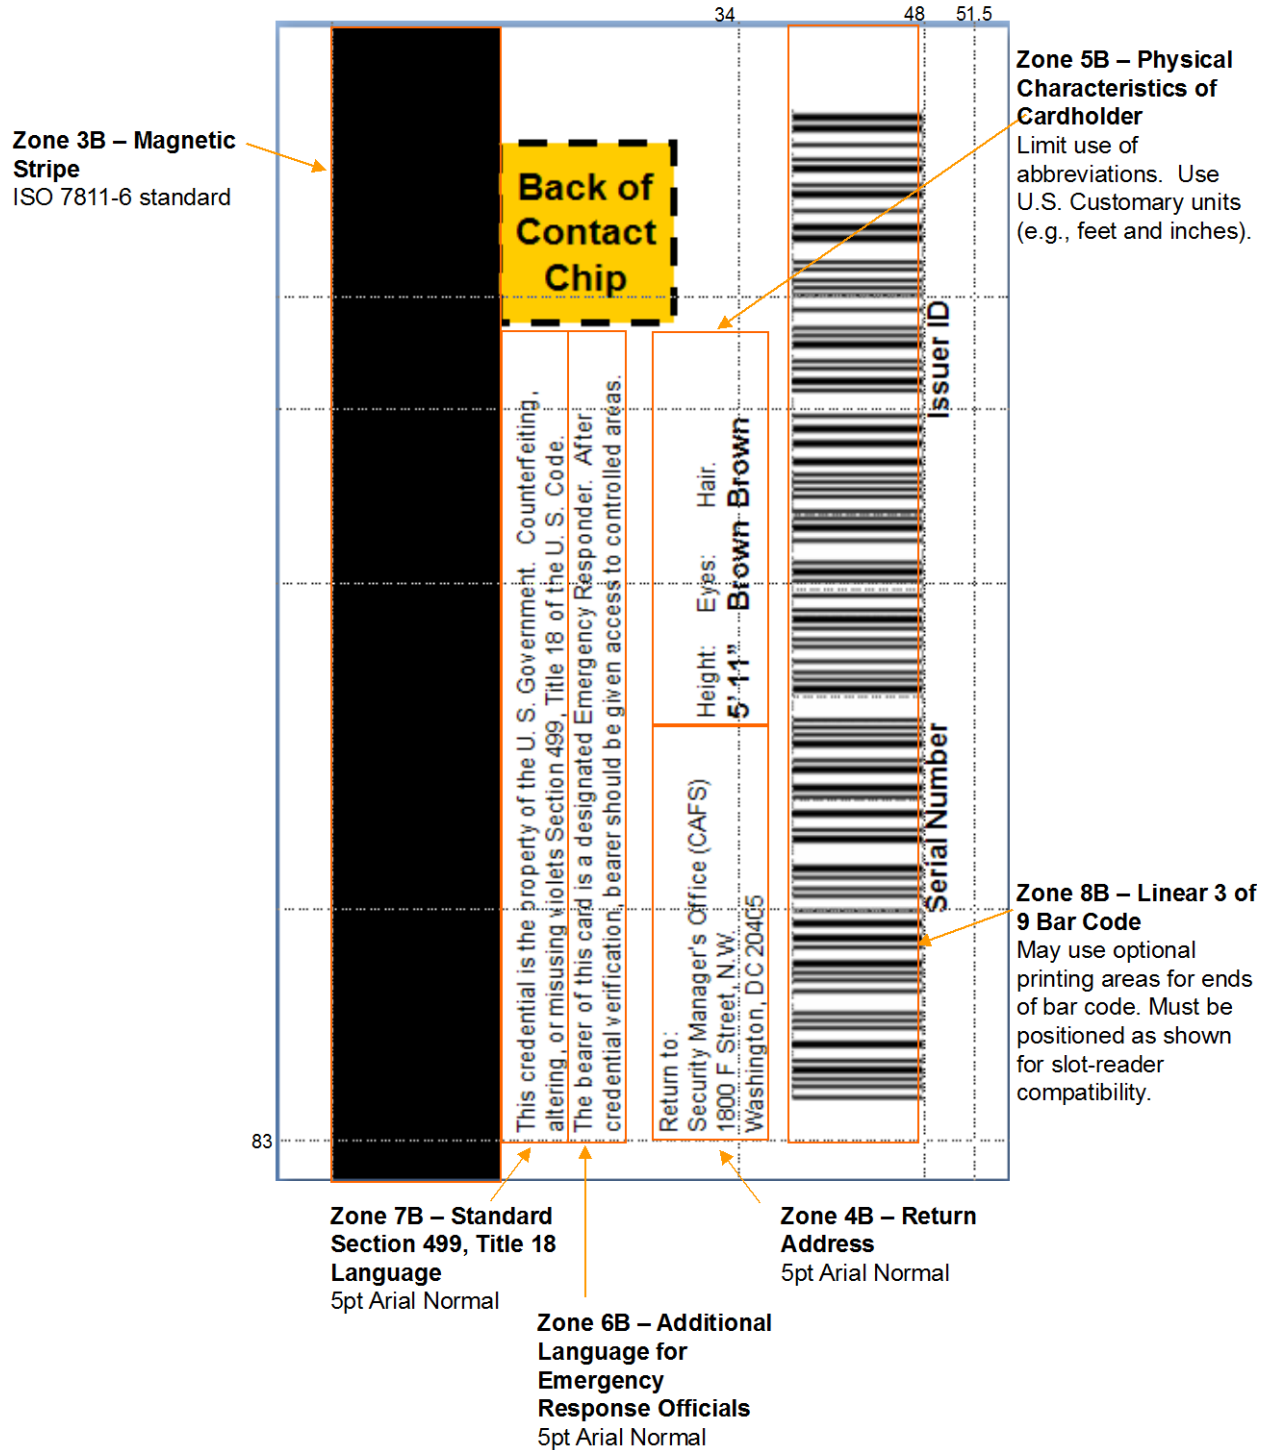 34
48
51.5
Zone 5B – Physical
Characteristics of
Cardholder
Limit use of
abbreviations. Use
U.S. Customary units
(e.g., feet and inches).
Zone 3B – Magnetic
Stripe
ISO 7811-6 standard
Back of
Contact
Chip
This credential is the property of the U. S. Government. Counterfeiting,
altering, or misusing violets Section 499, Title 18 of the U. S. Code.
The bearer of this card is a designated Emergency Responder. After
credential verification, bearer should be given access to controlled areas.
Height: Eyes: Hair.
5' 11" Brown Brown
Return to:
Security Manager's Office (CAFS)
1800 F Street, N.W.
Washington, DC 20405
Issuer ID
Serial Number
Zone 8B – Linear 3 of
9 Bar Code
May use optional
printing areas for ends
of bar code. Must be
positioned as shown
for slot-reader
compatibility.
83
Zone 7B – Standard
Section 499, Title 18
Language
5pt Arial Normal
Zone 4B – Return
Address
5pt Arial Normal
Zone 6B – Additional
Language for
Emergency
Response Officials
5pt Arial Normal